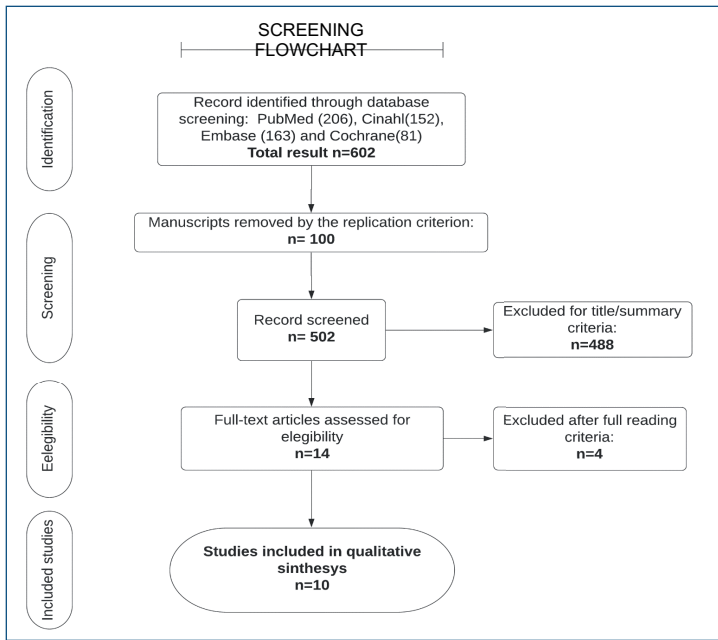 SCREENING
FLOWCHART
Identification
Record identified through database
screening: PubMed (206), Cinahl(152),
Embase (163) and Cochrane(81)
Total result n=602
Screening
Manuscripts removed by the replication criterion:
n= 100
Record screened
n= 502
Excluded for title/summary
criteria:
n=488
Eelegibility
Full-text articles assessed for
elegibility
n=14
Excluded after full reading
criteria:
n=4
Included studies
Studies included in qualitative
sinthesys
n=10